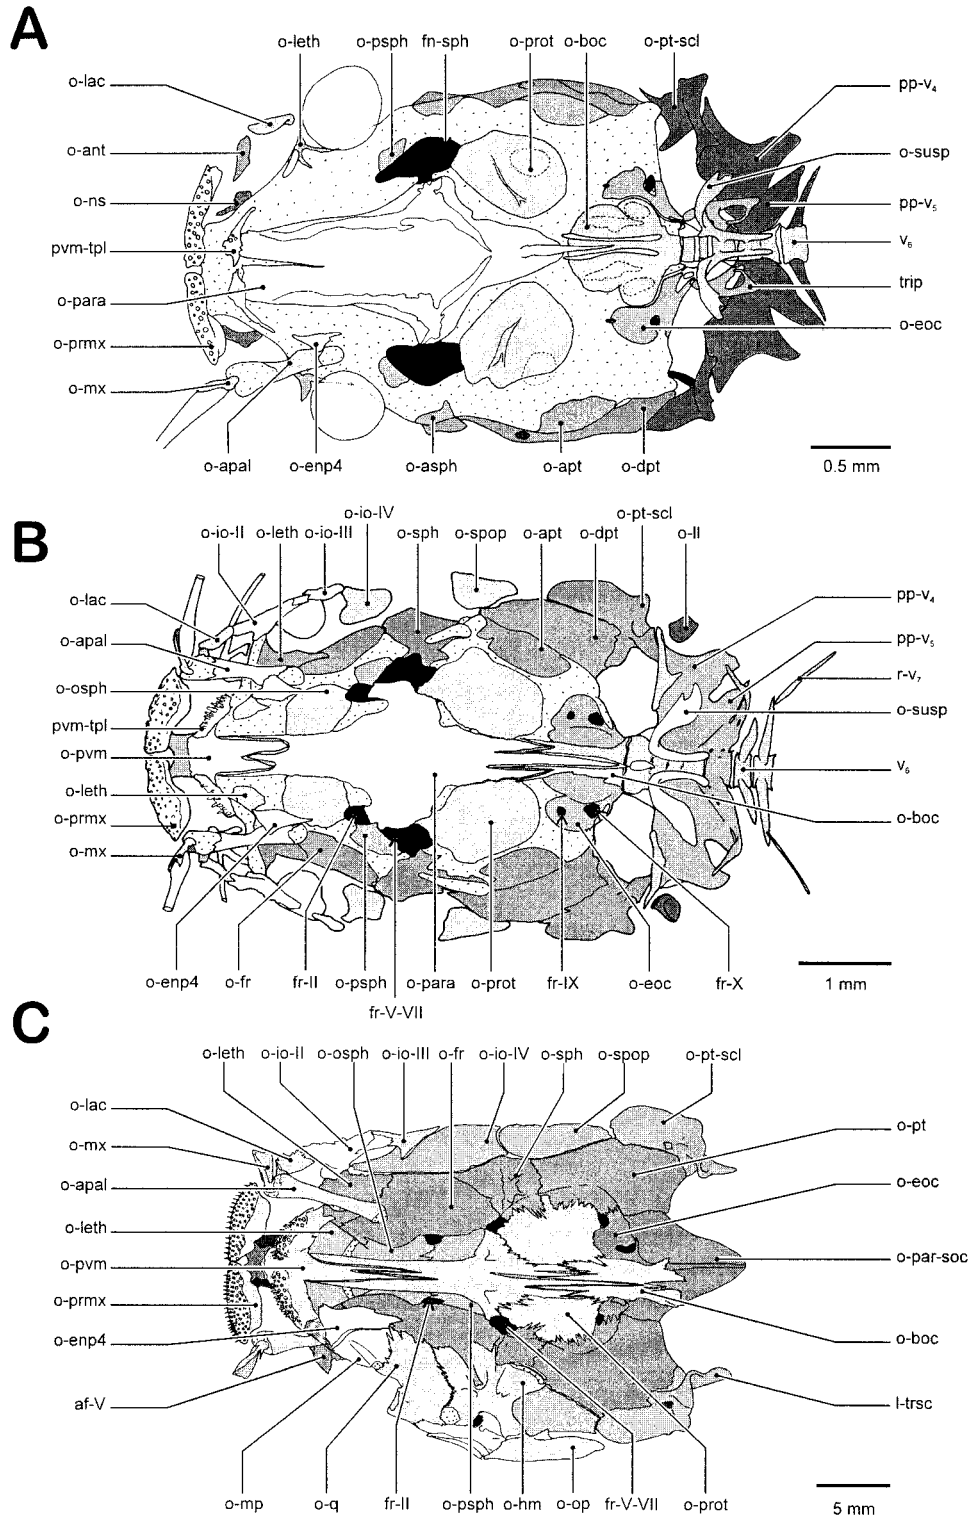 A
o-leth o-psph fn-sph o-prot o-boc o-pt-scl
o-lac
pp-v₄
o-ant
o-susp
o-ns
pp-v₅
pvm-tpl
v₆
o-para
trip
o-prmx
o-eoc
o-mx
o-apal o-enp4 o-asph o-apt o-dpt
0.5 mm
B
o-io-IV
o-pt-scl
o-io-II o-leth o-io-III o-sph o-spop o-apt o-dpt o-II
o-lac
pp-v₄
o-apal
pp-v₅
r-v₇
o-osph
o-susp
pvm-tpl
o-pvm
v₆
o-leth
o-prmx
o-boc
o-mx
o-enp4 o-fr fr-II o-psph o-para o-prot fr-IX o-eoc fr-X
1 mm
fr-V-VII
C
o-leth o-io-II o-osph o-io-III o-fr o-io-IV o-sph o-spop o-pt-scl
o-lac
o-mx
o-pt
o-apal
o-eoc
o-leth
o-pvm
o-par-soc
o-prmx
o-enp4
o-boc
af-V
l-trsc
o-mp o-q fr-II o-psph o-hm o-op fr-V-VII o-prot
5 mm